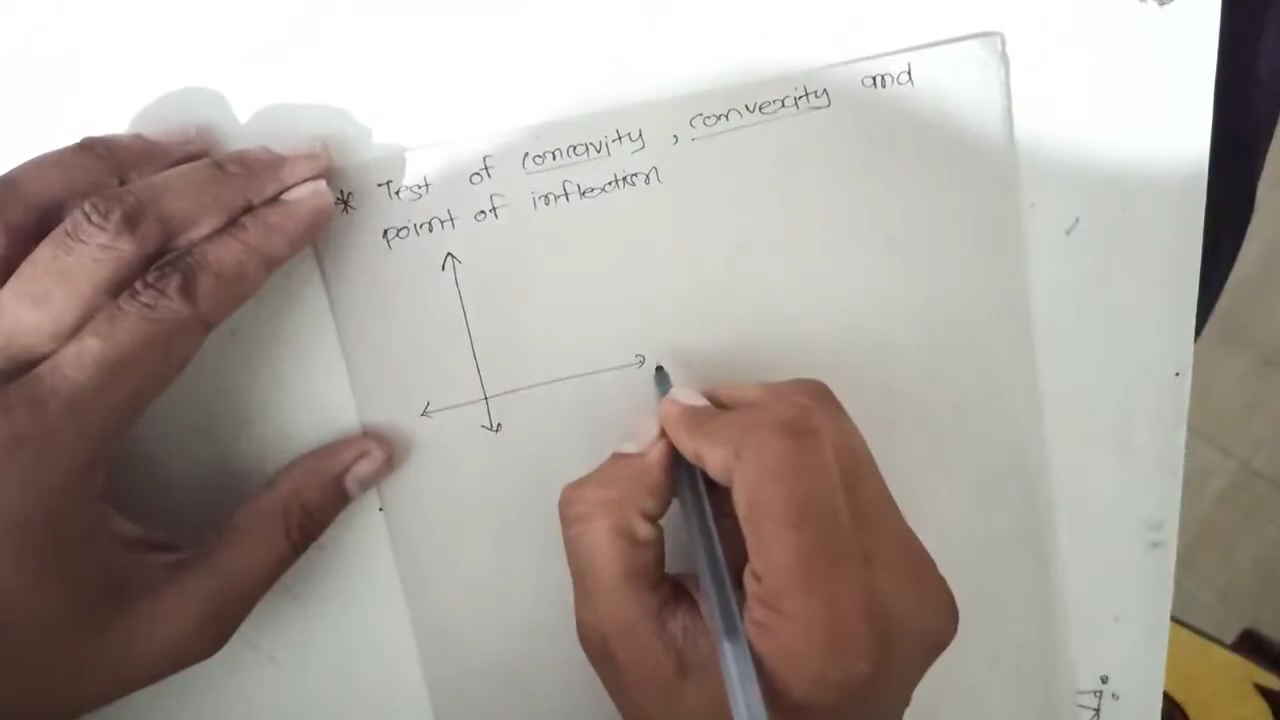 * Test of concavity, convexity and
point of inflection